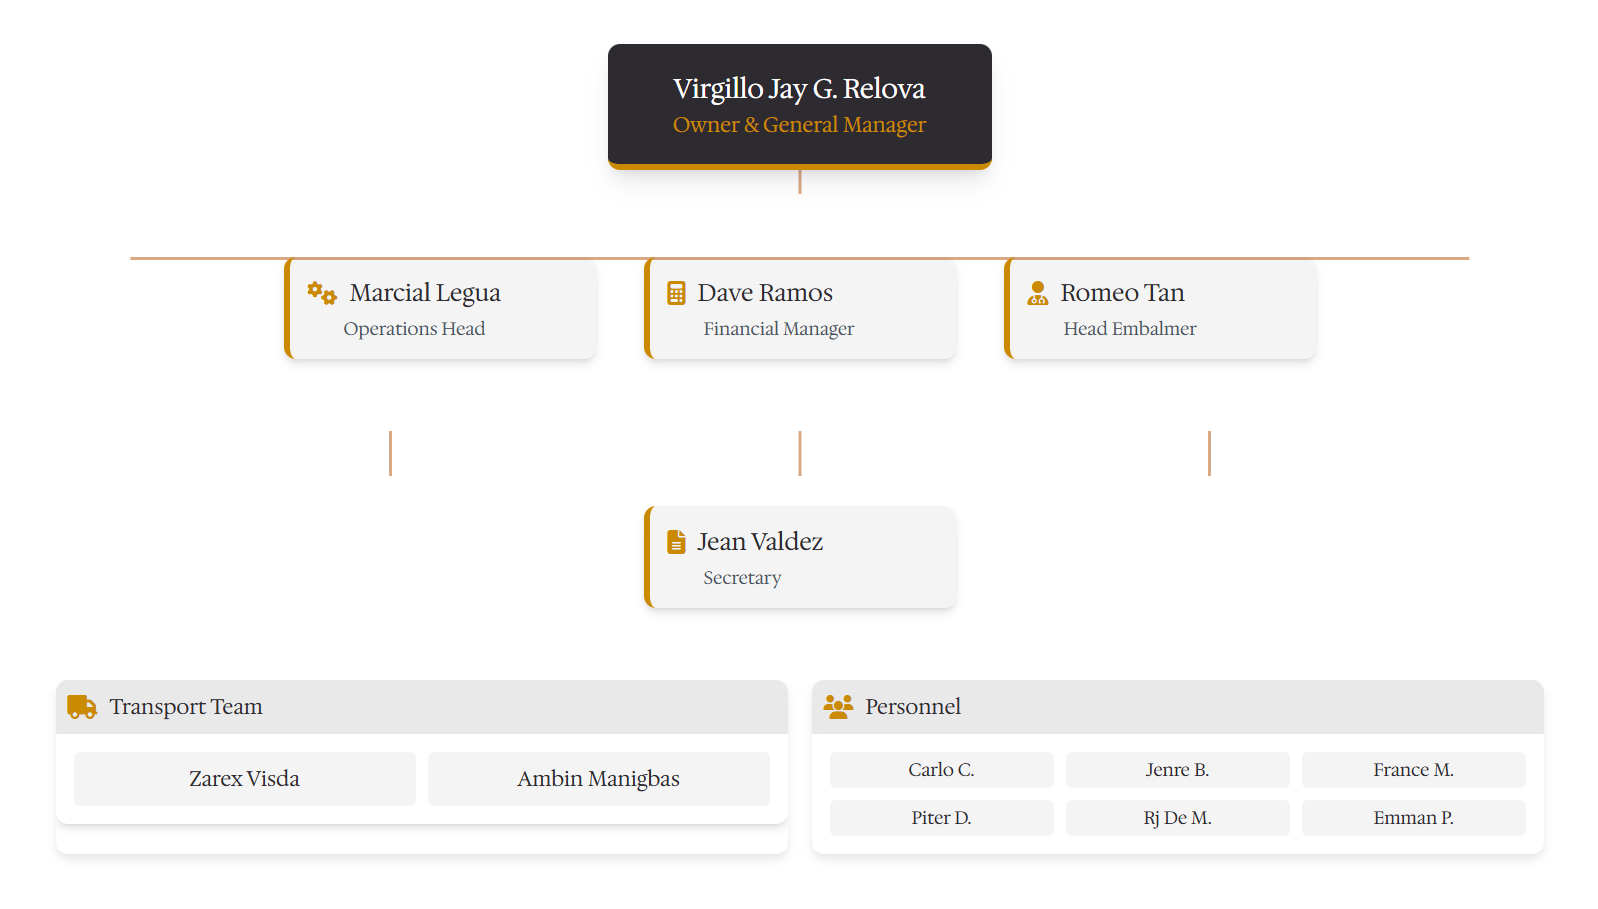 Virgillo Jay G. Relova
Owner & General Manager
Marcial Legua
Operations Head
Dave Ramos
Financial Manager
Romeo Tan
Head Embalmer
Jean Valdez
Secretary
Transport Team
Zarex Visda
Ambin Manigbas
Personnel
Carlo C.
Jenre B.
France M.
Piter D.
Rj De M.
Emman P.